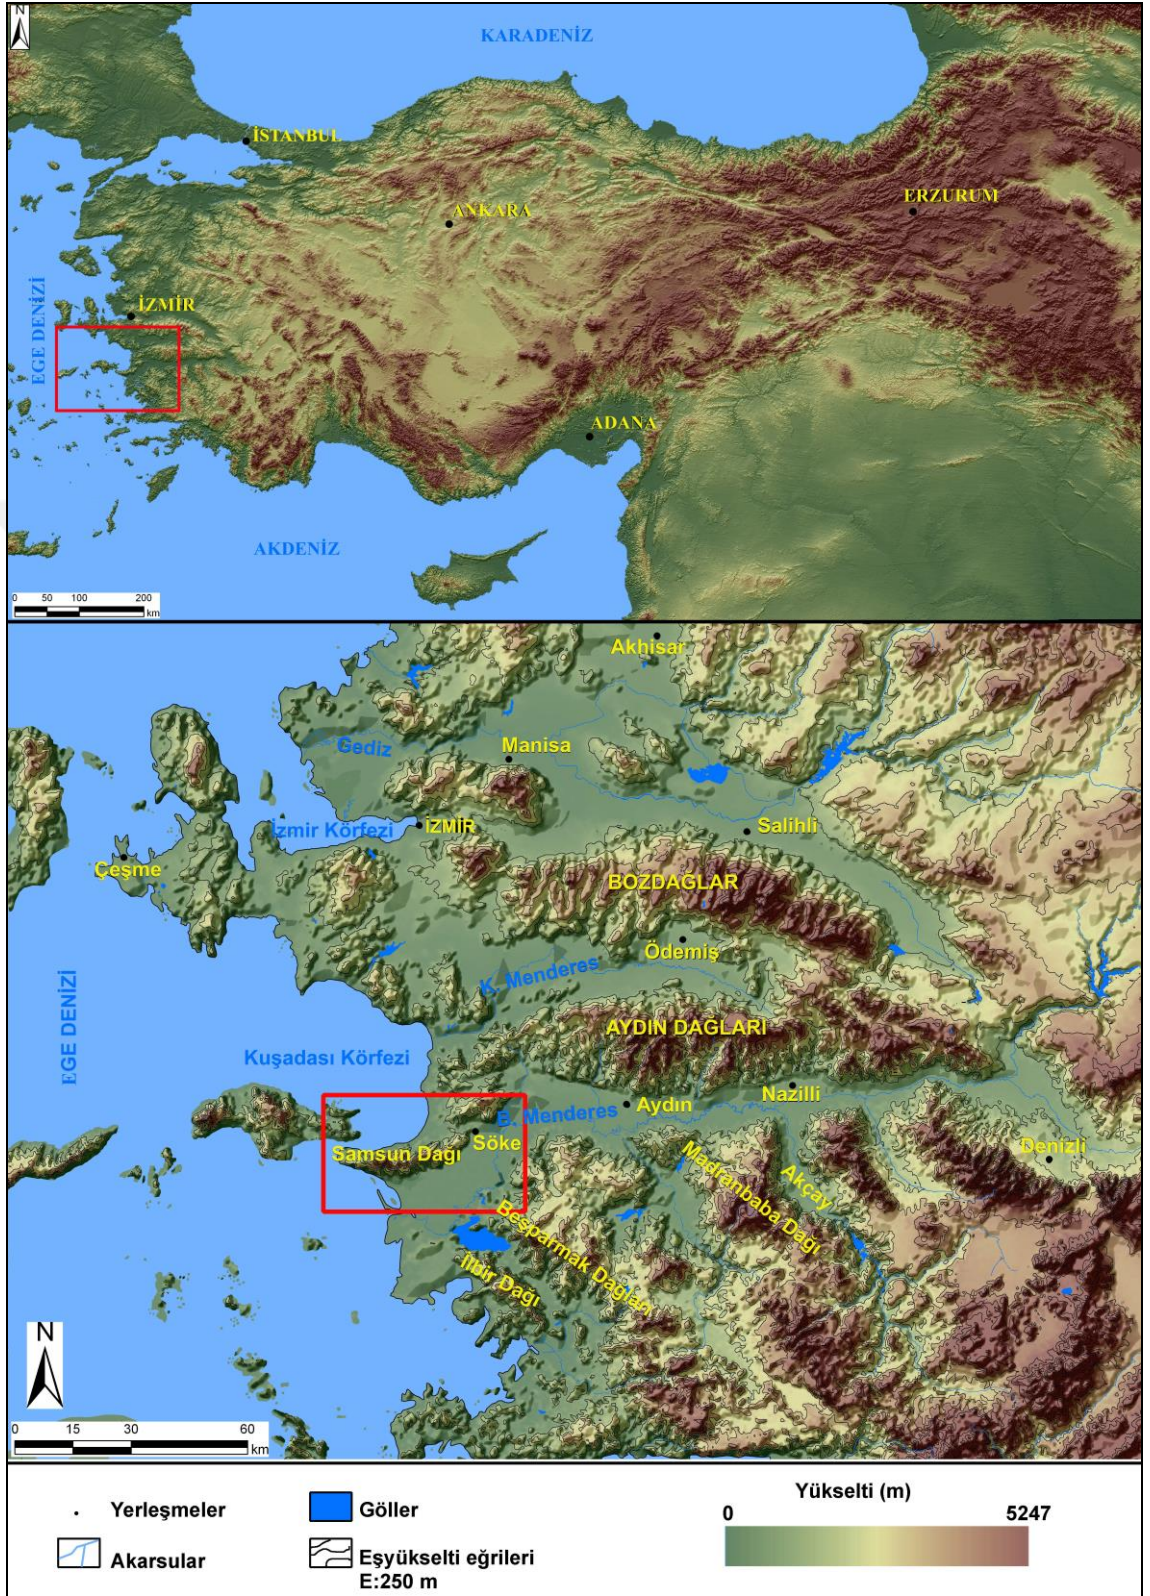 N
KARADENİZ
İSTANBUL
ANKARA
ERZURUM
İZMİR
EGE DENİZİ
ADANA
AKDENİZ
0 50 100 200
km
Akhisar
Gediz
Manisa
İzmir Körfezi
İZMİR
Salihli
Çeşme
BOZDAĞLAR
Ödemiş
K. Menderes
EGE DENİZİ
AYDIN DAĞLARI
Kuşadası Körfezi
Nazilli
B. Menderes
Aydın
Söke
Samsun Dağı
Denizli
Madranbaba Dağı
Akçay
Beşparmak Dağları
İlbir Dağı
N
0 15 30 60
km
Yerleşmeler
Göller
Akarsular
Eşyükselti eğrileri
E:250 m
Yükselti (m)
0 5247